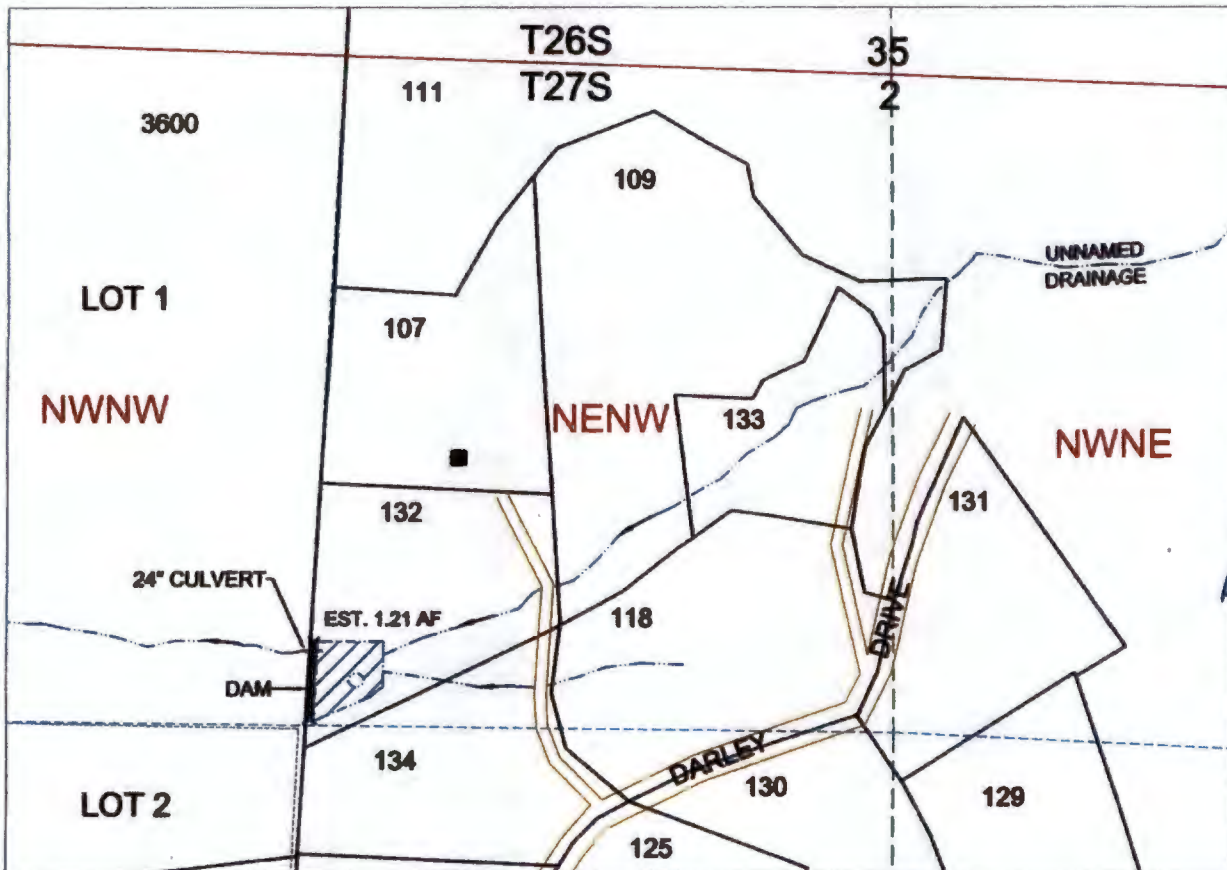 T26S
35
T27S
2
111
3600
109
UNNAMED
DRAINAGE
LOT 1
107
NWNW
NENW
133
NWNE
131
132
24" CULVERT
EST. 1.21 AF
118
DRIVE
DAM
134
DARLEY
130
LOT 2
129
125